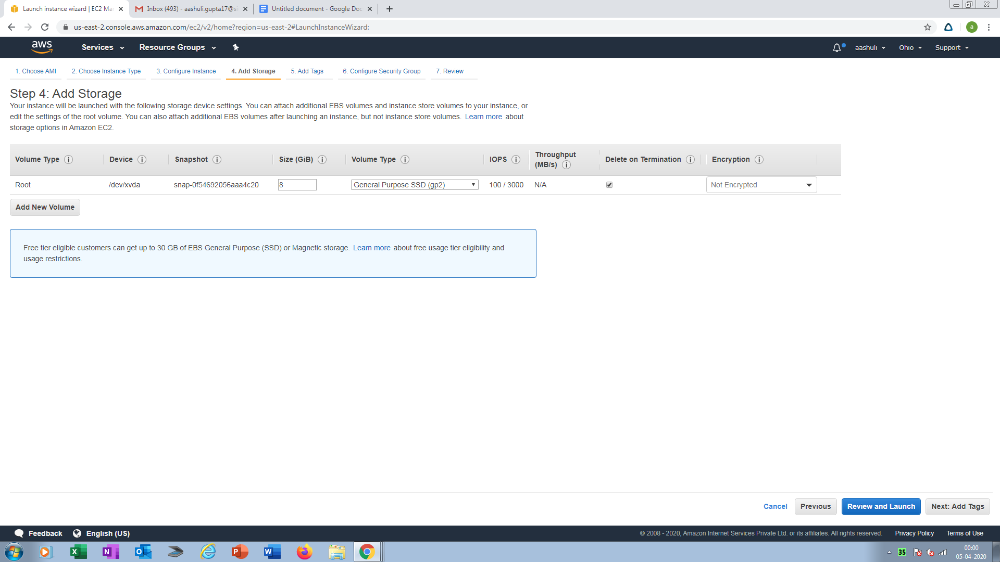 Launch instance wizard | EC2 Ma
Inbox (493) - aashuli.gupta17@s
Untitled document - Google Doc
us-east-2.console.aws.amazon.com/ec2/v2/home?region=us-east-2#LaunchInstanceWizard:
a
aws
Services
Resource Groups
aashuli
Ohio
Support
1. Choose AMI
2. Choose Instance Type
3. Configure Instance
4. Add Storage
5. Add Tags
6. Configure Security Group
7. Review
Step 4: Add Storage
Your instance will be launched with the following storage device settings. You can attach additional EBS volumes and instance store volumes to your instance, or
edit the settings of the root volume. You can also attach additional EBS volumes after launching an instance, but not instance store volumes. Learn more about
storage options in Amazon EC2.
Volume Type i Device i Snapshot i Size (GiB) i Volume Type i IOPS i Throughput (MB/s) i Delete on Termination i Encryption i
Root /dev/xvda snap-0f54692056aaa4c20 8 General Purpose SSD (gp2) 100 / 3000 N/A Not Encrypted
Add New Volume
Free tier eligible customers can get up to 30 GB of EBS General Purpose (SSD) or Magnetic storage. Learn more about free usage tier eligibility and
usage restrictions.
Cancel
Previous
Review and Launch
Next: Add Tags
Feedback
English (US)
© 2008 - 2020, Amazon Internet Services Private Ltd. or its affiliates. All rights reserved.
Privacy Policy
Terms of Use
35
00:00
05-04-2020